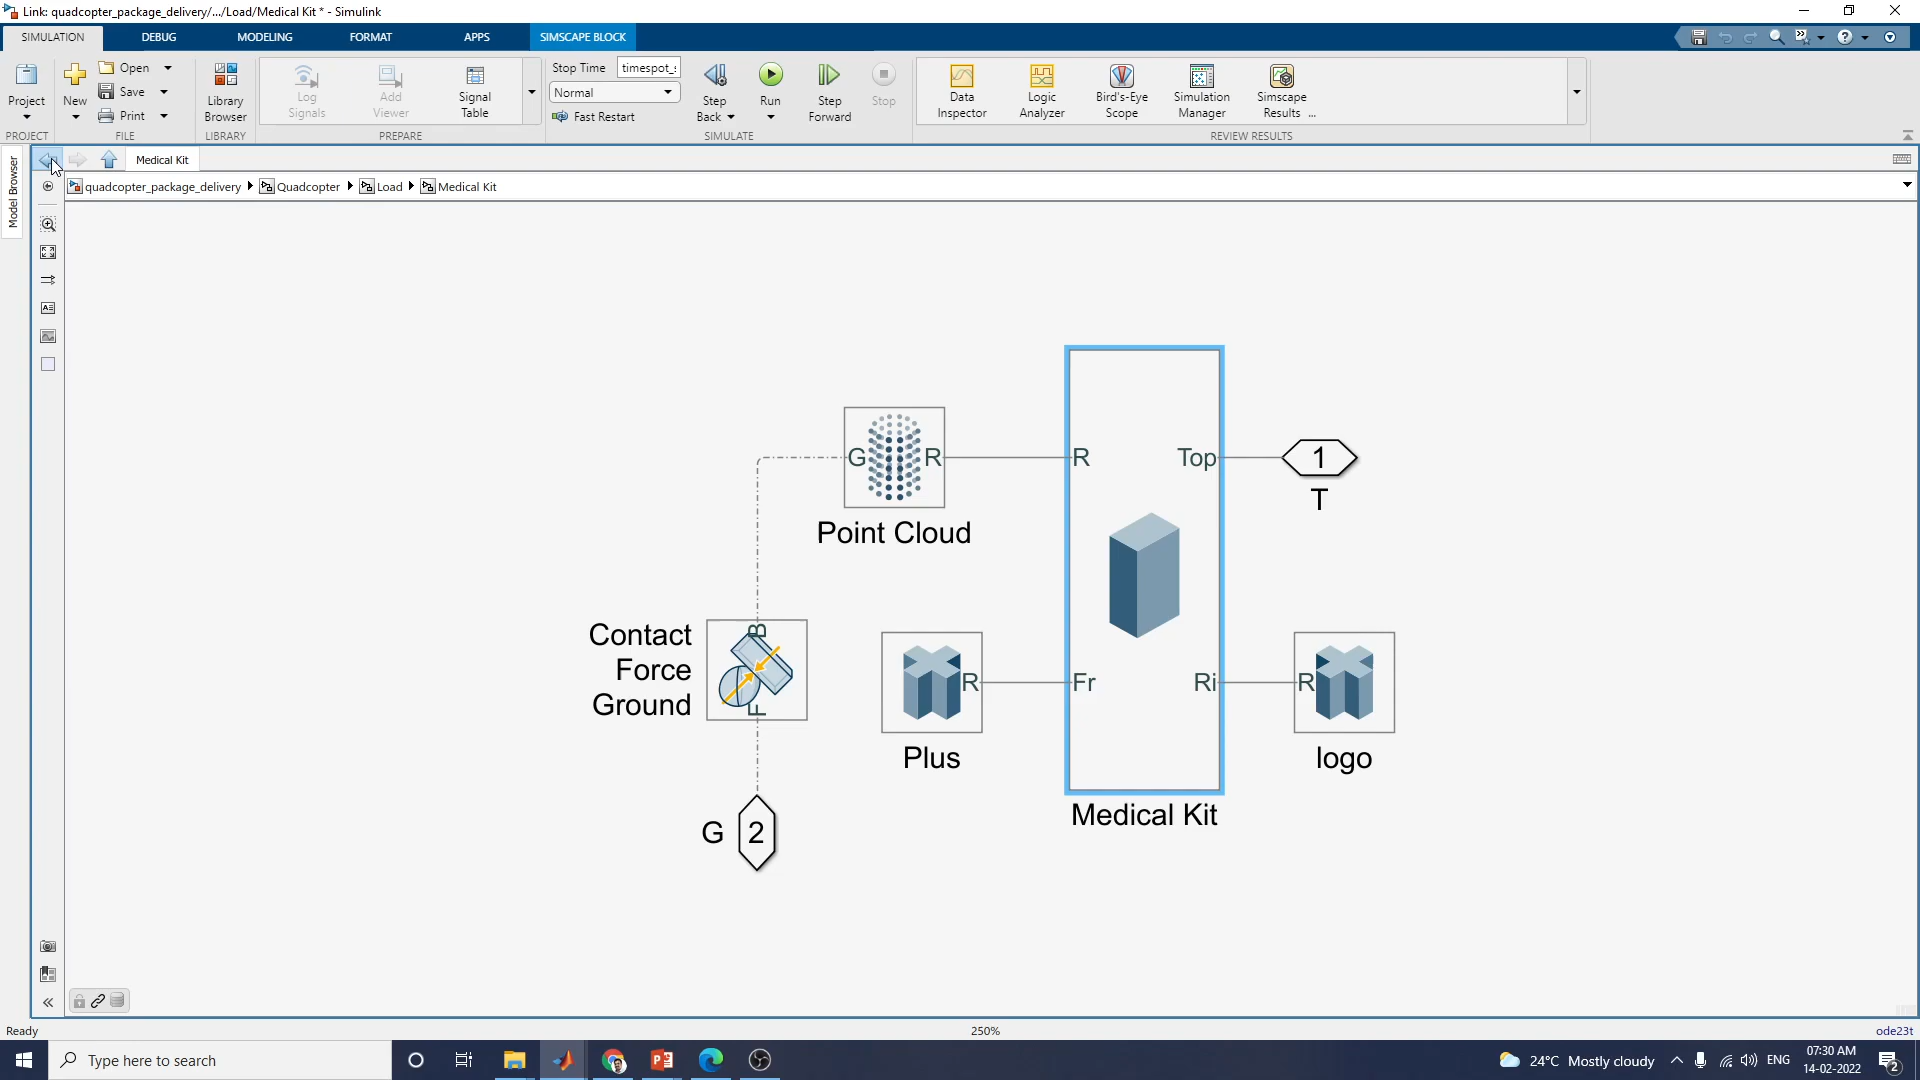 Link: quadcopter_package_delivery/.../Load/Medical Kit * - Simulink
SIMULATION DEBUG MODELING FORMAT APPS SIMSCAPE BLOCK
Project
PROJECT
New
Open
Save
Print
FILE
Library
Browser
LIBRARY
Log
Signals
Add
Viewer
Signal
Table
PREPARE
Stop Time timespot_s
Normal
Fast Restart
Step
Back
Run
Step
Forward
Stop
SIMULATE
Data
Inspector
Logic
Analyzer
Bird's-Eye
Scope
Simulation
Manager
Simscape
Results ...
REVIEW RESULTS
Model Browser
Medical Kit
quadcopter_package_delivery Quadcopter Load Medical Kit
G R
Point Cloud
R Top
1
T
Contact
Force
Ground
B
F
R
Plus
Fr Ri
R
logo
Medical Kit
G 2
Ready 250% ode23t
Type here to search
24°C Mostly cloudy
ENG
07:30 AM
14-02-2022
2